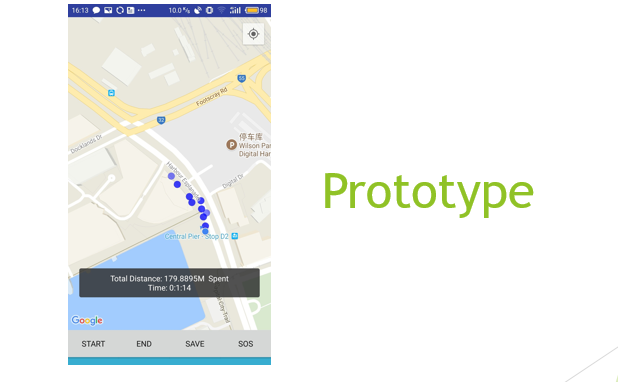 16:13
10.0 K/s
98
Footscray Rd
55
32
Docklands Dr
停车库
Wilson Par
Digital Har
Harbour Esplanade
Digital Dr
Central Pier - Stop D2
Total Distance: 179.8895M Spent
Time: 0:1:14
City Trail
Google
START
END
SAVE
SOS
Prototype